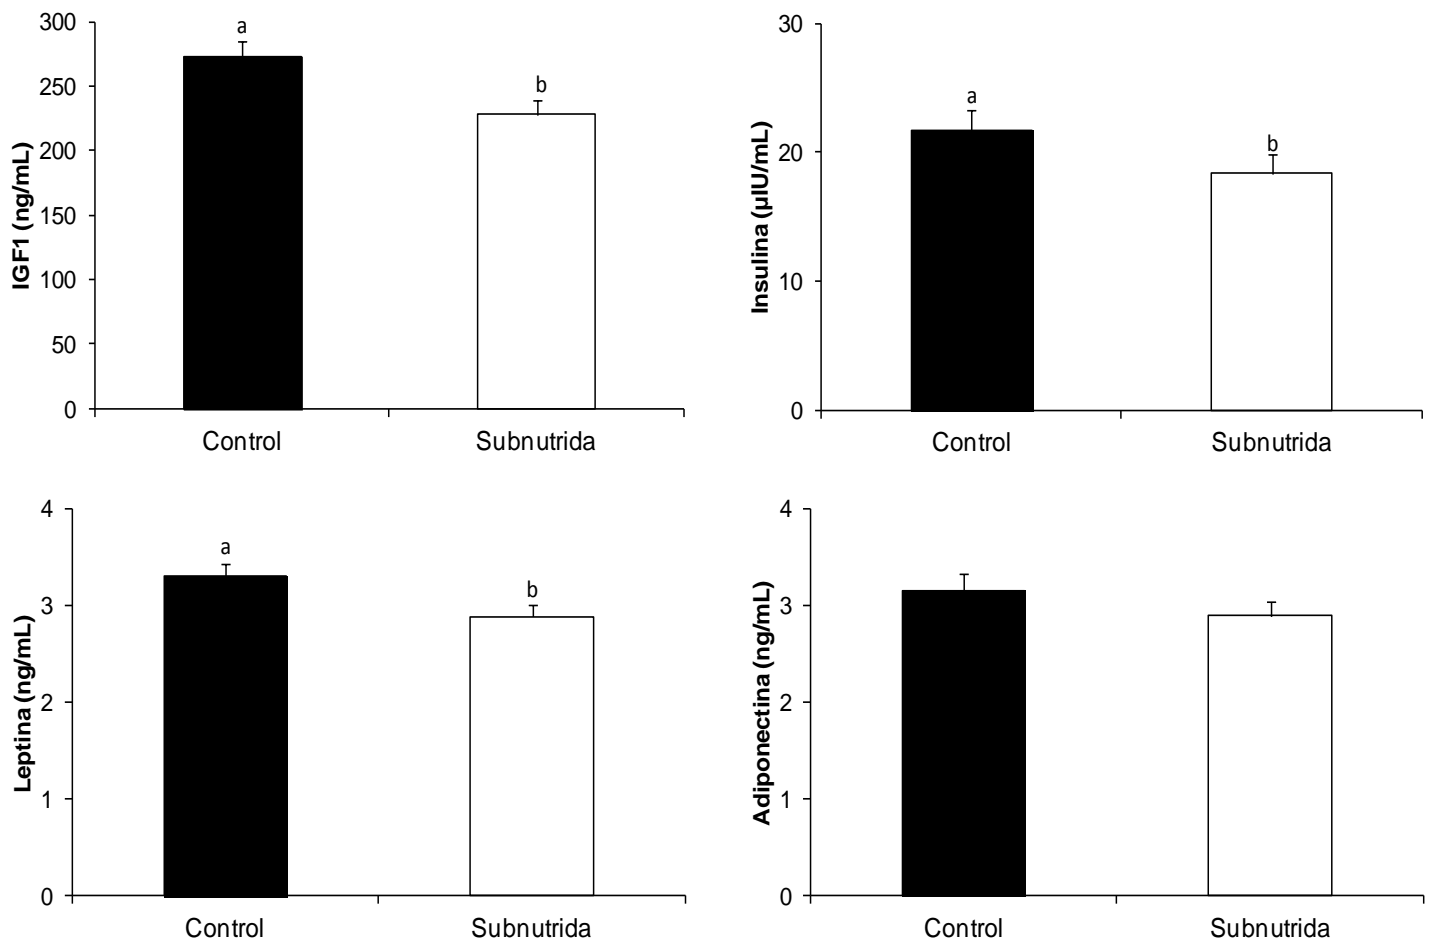 IGF1 (ng/mL)
300
250
200
150
100
50
0
a
b
Control
Subnutrida
Insulina (µIU/mL)
30
20
10
0
a
b
Control
Subnutrida
Leptina (ng/mL)
4
3
2
1
0
a
b
Control
Subnutrida
Adiponectina (ng/mL)
4
3
2
1
0
Control
Subnutrida